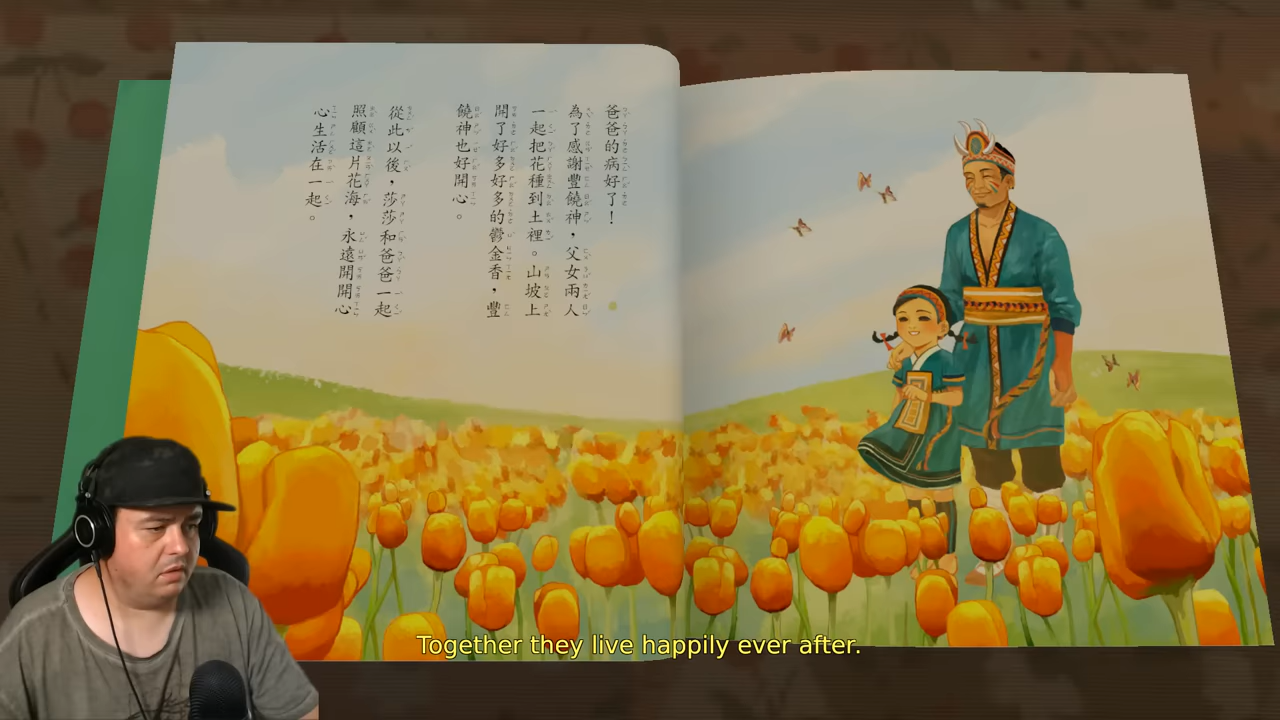 爸爸的病好了！
為了感謝豐饒神，父女兩人
一起把花種到土裡。山坡上
開了好多好多的鬱金香，豐
饒神也好開心。
從此以後，莎莎和爸爸一起
照顧這片花海，永遠開開心
心生活在一起。
Together they live happily ever after.